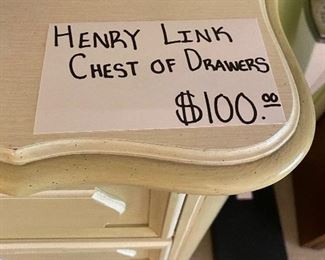 Henry Link
Chest of Drawers
$100.00